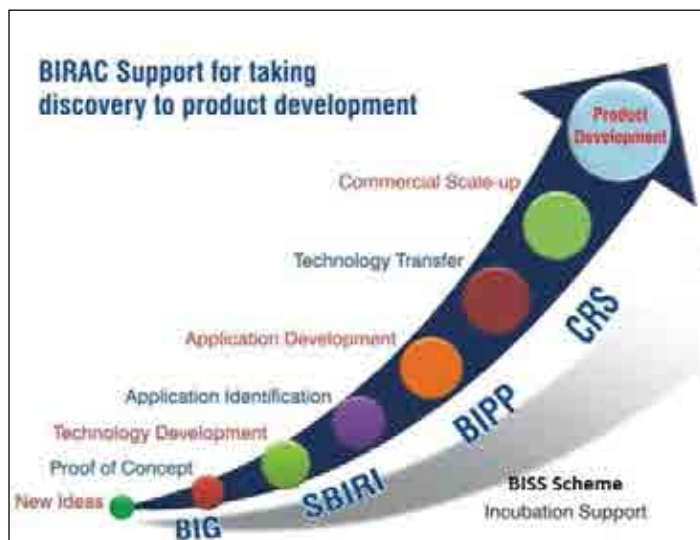 BIRAC Support for taking
discovery to product development
Product
Development
Commercial Scale-up
Technology Transfer
Application Development
Application Identification
Technology Development
Proof of Concept
New Ideas
BIG
SBIRI
BIPP
CRS
BISS Scheme
Incubation Support